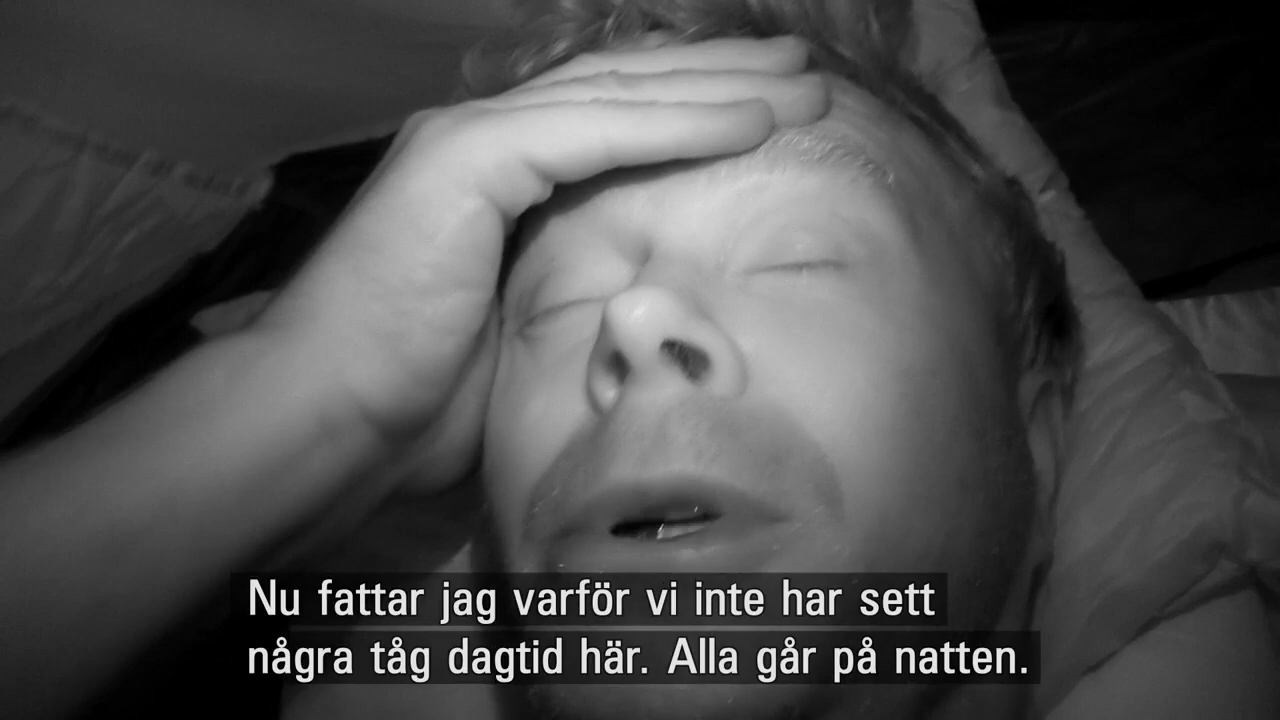 Nu fattar jag varför vi inte har sett
några tåg dagtid här. Alla går på natten.